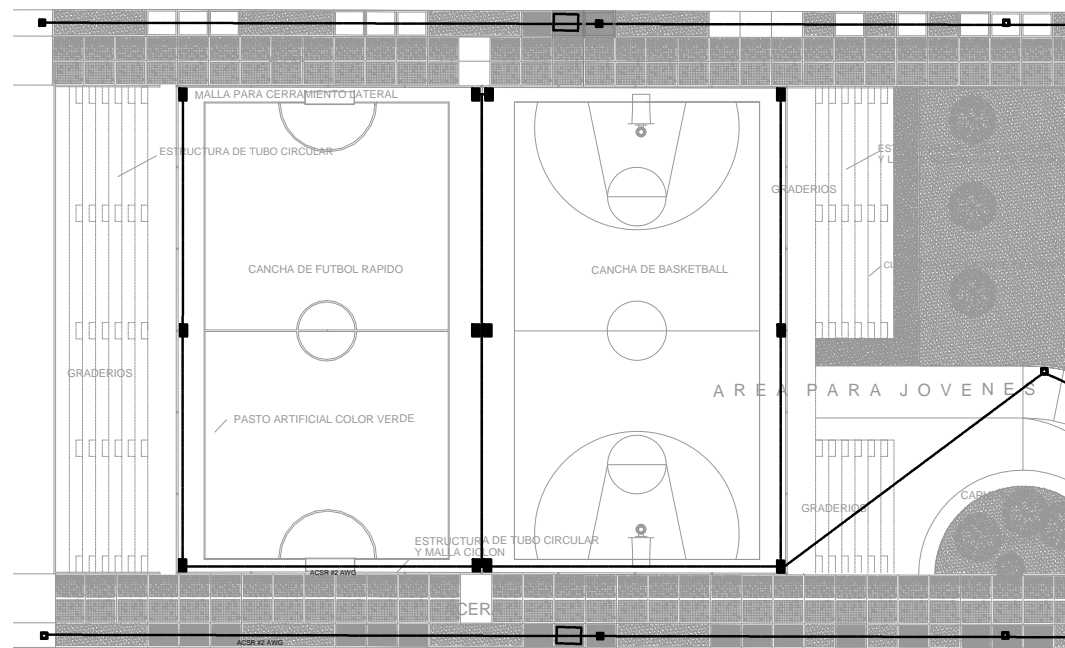 MALLA PARA CERRAMIENTO LATERAL
ESTRUCTURA DE TUBO CIRCULAR
GRADERIOS
CANCHA DE FUTBOL RAPIDO
CANCHA DE BASKETBALL
GRADERIOS
AREA PARA JOVENES
PASTO ARTIFICIAL COLOR VERDE
GRADERIOS
ESTRUCTURA DE TUBO CIRCULAR
Y MALLA CICLON
ACSR #2 AWG
ACERA
ACSR #2 AWG